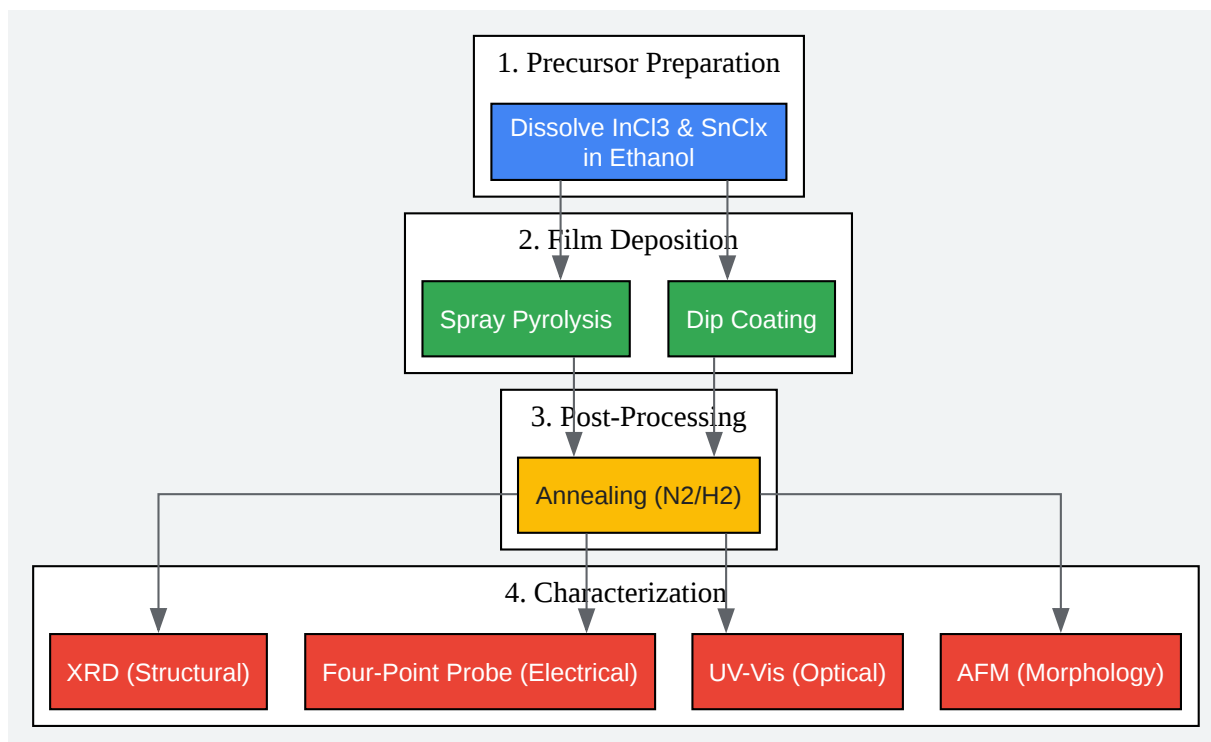 1. Precursor Preparation
Dissolve InCl3 & SnClx
in Ethanol
2. Film Deposition
Spray Pyrolysis
Dip Coating
3. Post-Processing
Annealing (N2/H2)
4. Characterization
XRD (Structural)
Four-Point Probe (Electrical)
UV-Vis (Optical)
AFM (Morphology)